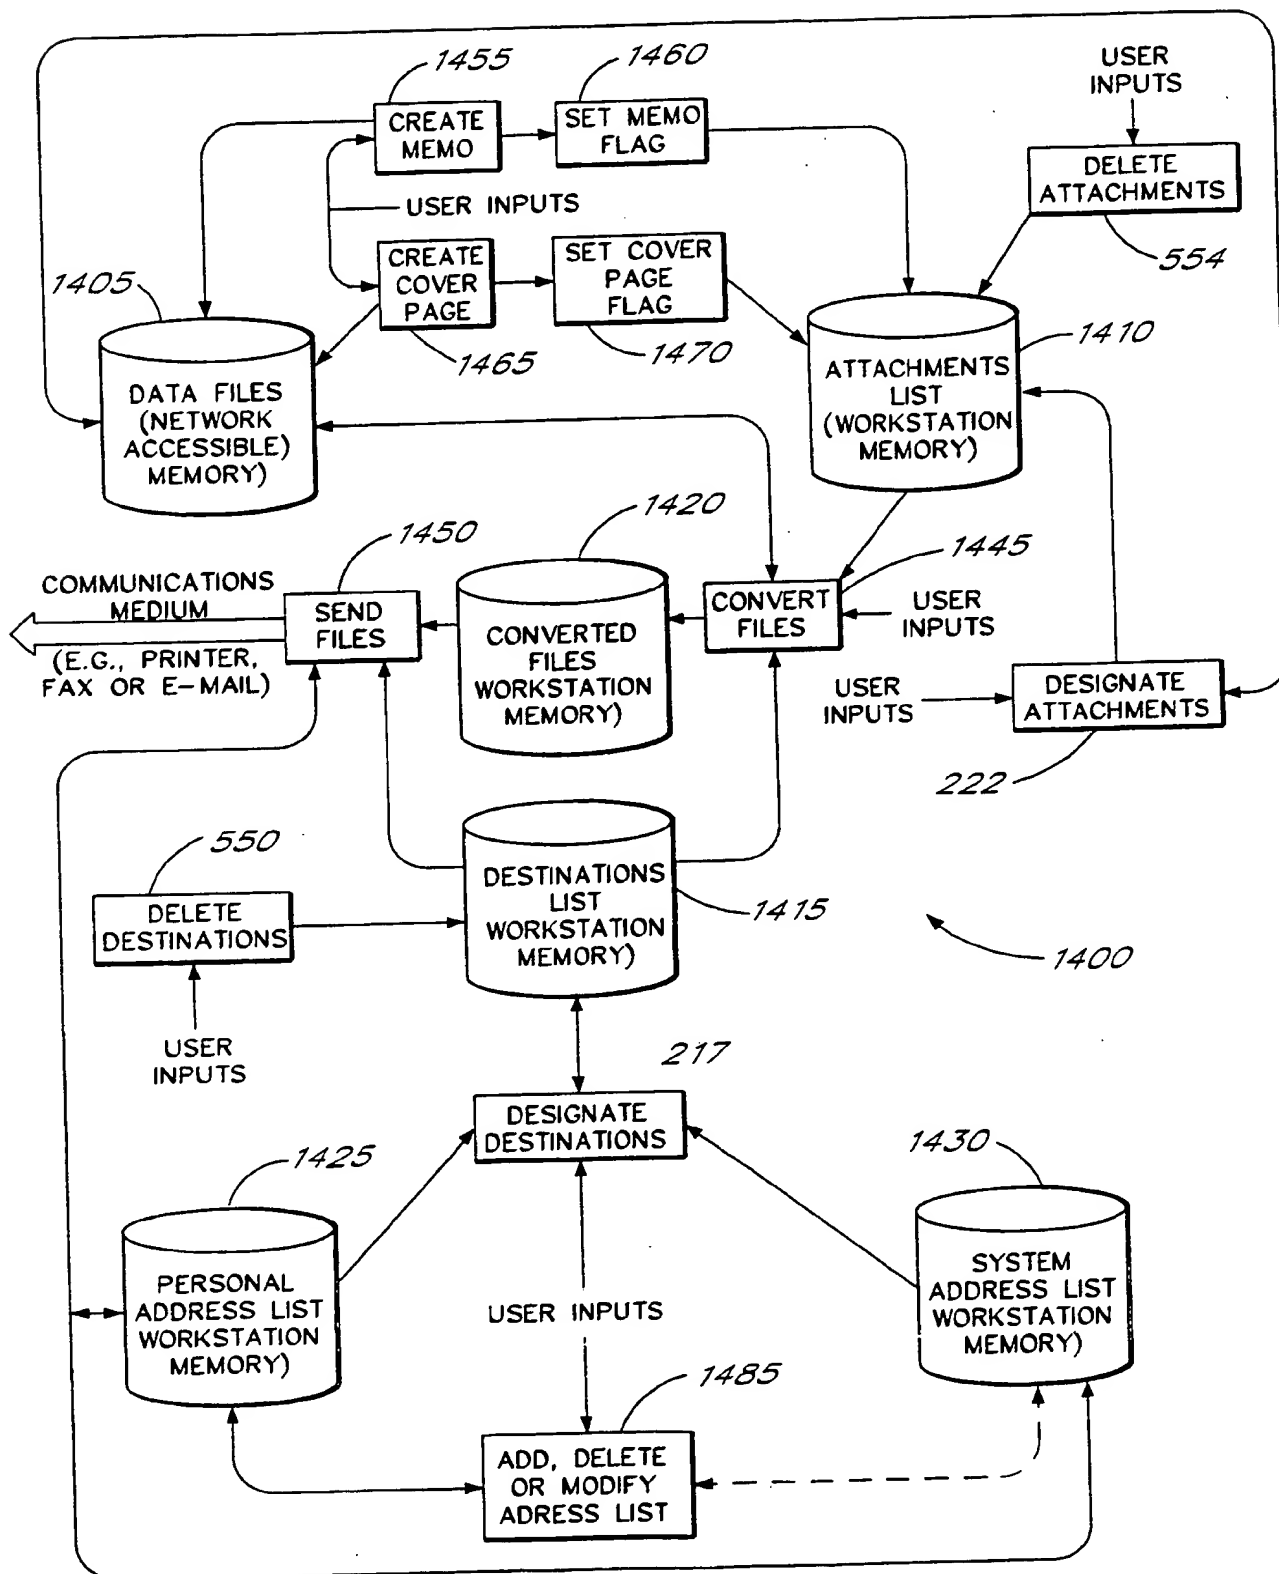 1455
1460
USER
INPUTS
CREATE
MEMO
SET MEMO
FLAG
DELETE
ATTACHMENTS
USER INPUTS
554
1405
CREATE
COVER
PAGE
SET COVER
PAGE
FLAG
1465
1470
1410
DATA FILES
(NETWORK
ACCESSIBLE)
MEMORY)
ATTACHMENTS
LIST
(WORKSTATION
MEMORY)
1450
1420
1445
COMMUNICATIONS
MEDIUM
(E.G., PRINTER,
FAX OR E-MAIL)
SEND
FILES
CONVERTED
FILES
WORKSTATION
MEMORY)
CONVERT
FILES
USER
INPUTS
USER
INPUTS
DESIGNATE
ATTACHMENTS
222
550
DELETE
DESTINATIONS
DESTINATIONS
LIST
WORKSTATION
MEMORY)
1415
1400
USER
INPUTS
217
DESIGNATE
DESTINATIONS
1425
1430
PERSONAL
ADDRESS LIST
WORKSTATION
MEMORY)
USER INPUTS
SYSTEM
ADDRESS LIST
WORKSTATION
MEMORY)
1485
ADD, DELETE
OR MODIFY
ADRESS LIST